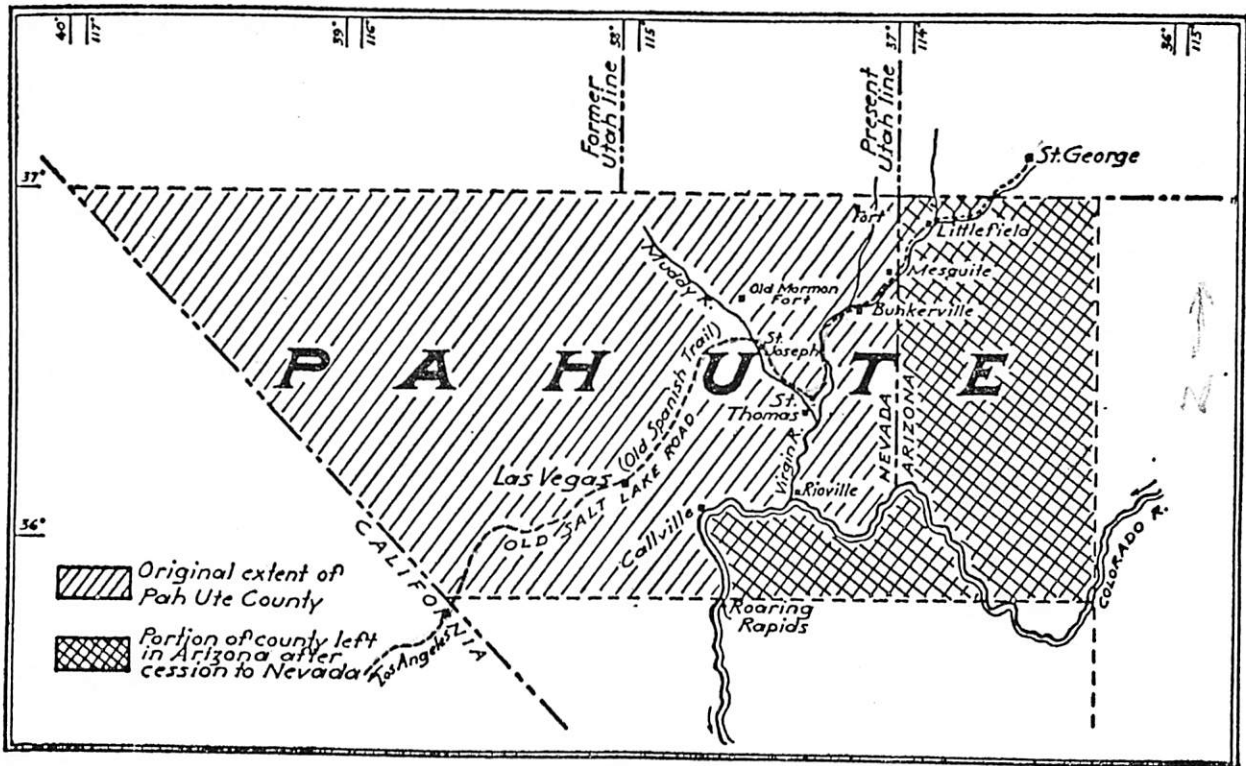 40° 117°
39° 116°
38° 115°
37° 114°
36° 115°
Former
Utah line
Present
Utah line
37°
St. George
Fort
Littlefield
Mesquite
Muddy R.
Old Mormon
Fort
Bunkerville
St.
Joseph
PAHUTE
(Old Spanish Trail)
St.
Thomas
NEVADA
ARIZONA
Las Vegas
OLD SALT LAKE ROAD
Virgin R.
Rioville
36°
Callville
CALIFORNIA
COLORADO R.
Original extent of
Pah Ute County
Roaring
Rapids
Portion of county left
in Arizona after
cession to Nevada
Los Angeles
N